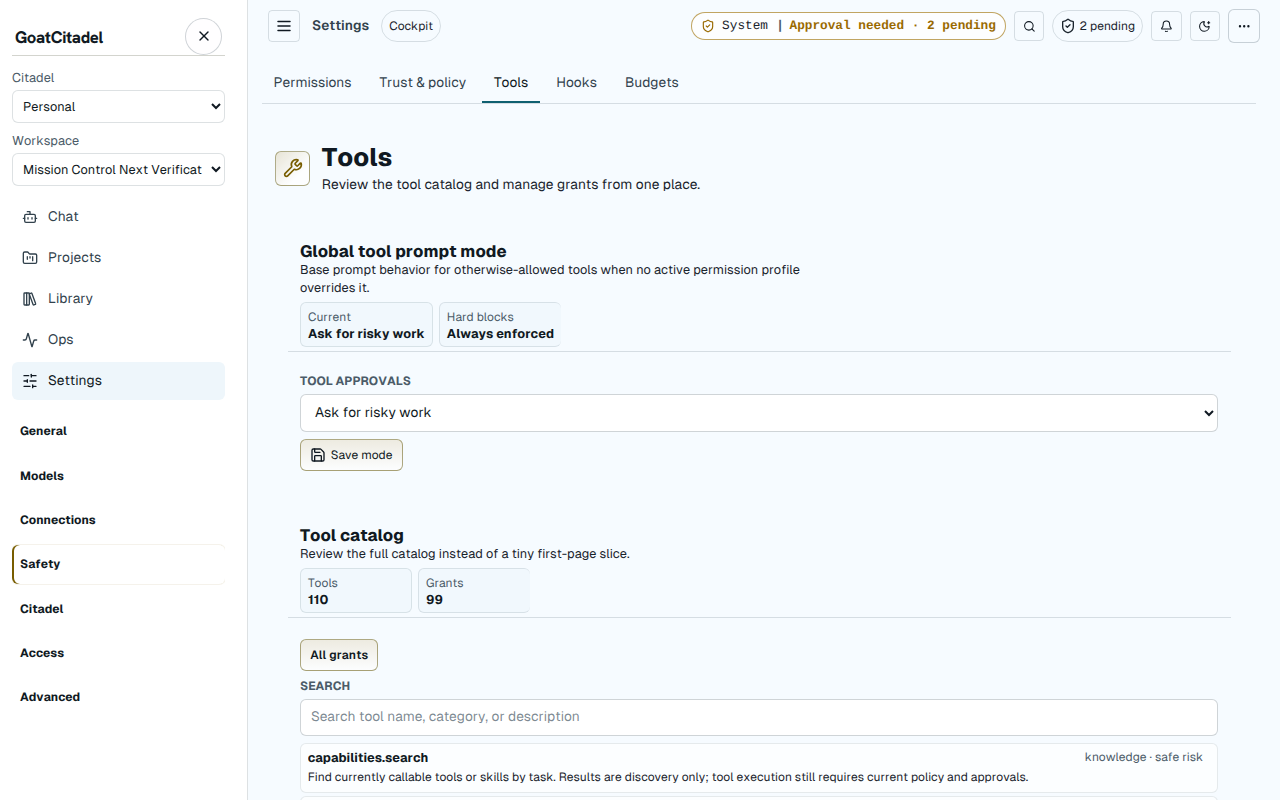 GoatCitadel
Citadel
Personal
Workspace
Mission Control Next Verificat
Chat
Projects
Library
Ops
Settings
General
Models
Connections
Safety
Citadel
Access
Advanced
Settings
Cockpit
System | Approval needed · 2 pending
2 pending
Permissions
Trust & policy
Tools
Hooks
Budgets
Tools
Review the tool catalog and manage grants from one place.
Global tool prompt mode
Base prompt behavior for otherwise-allowed tools when no active permission profile
overrides it.
Current
Ask for risky work
Hard blocks
Always enforced
TOOL APPROVALS
Ask for risky work
Save mode
Tool catalog
Review the full catalog instead of a tiny first-page slice.
Tools
110
Grants
99
All grants
SEARCH
Search tool name, category, or description
capabilities.search
knowledge · safe risk
Find currently callable tools or skills by task. Results are discovery only; tool execution still requires current policy and approvals.